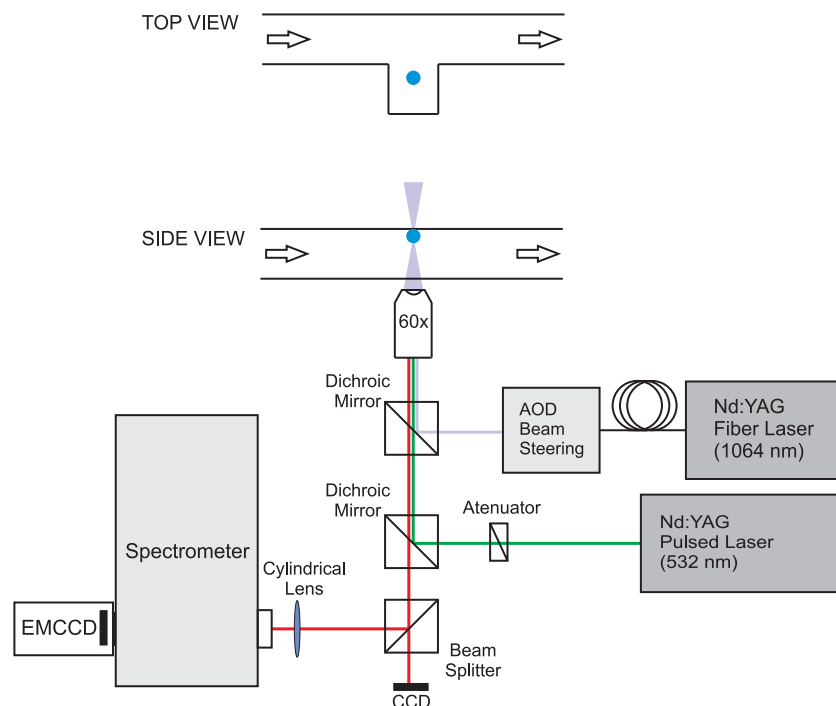 TOP VIEW
SIDE VIEW
60x
Dichroic
Mirror
AOD
Beam
Steering
Nd:YAG
Fiber Laser
(1064 nm)
Dichroic
Mirror
Atenuator
Nd:YAG
Pulsed Laser
(532 nm)
Spectrometer
Cylindrical
Lens
EMCCD
Beam
Splitter
CCD